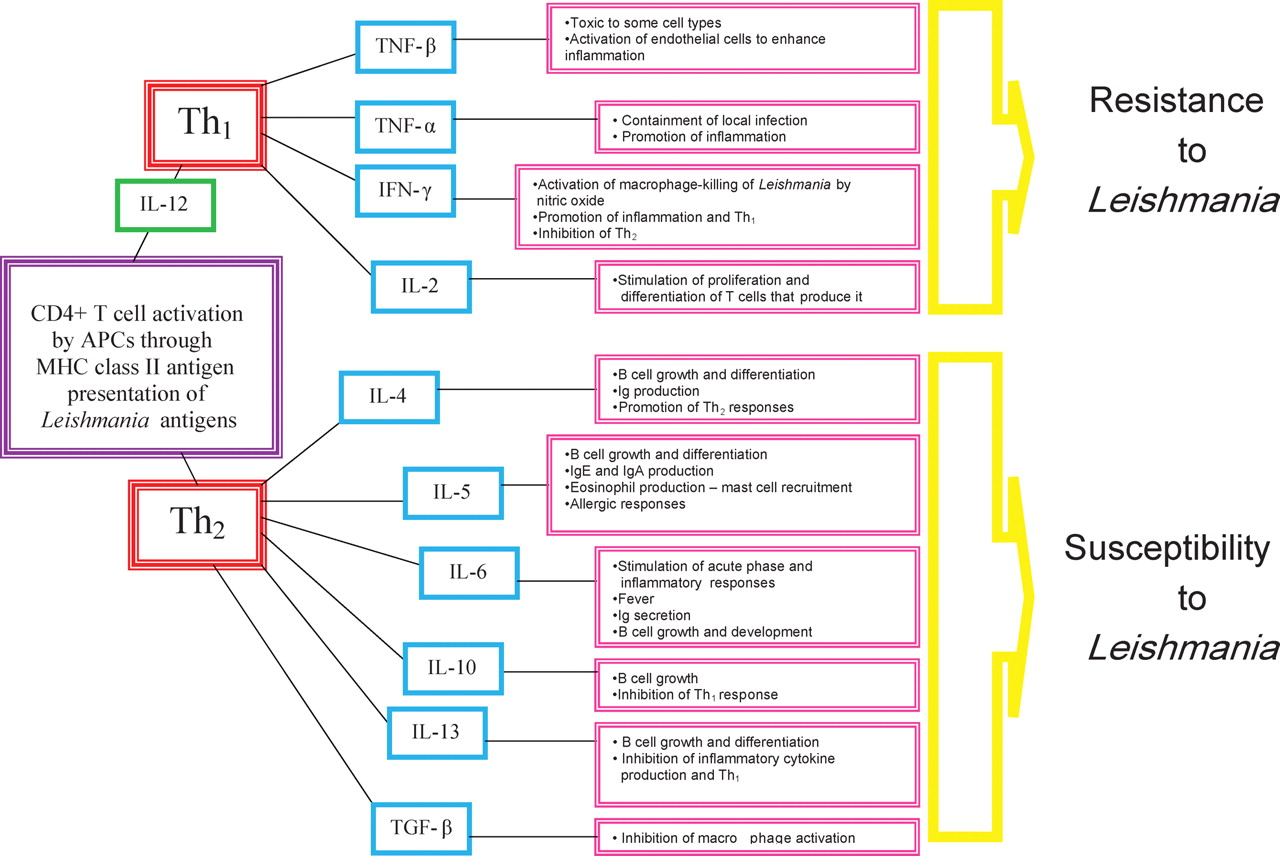 TNF-β
•Toxic to some cell types
•Activation of endothelial cells to enhance
inflammation
Th₁
TNF-α
• Containment of local infection
• Promotion of inflammation
IFN-γ
•Activation of macrophage-killing of Leishmania by
nitric oxide
•Promotion of inflammation and Th₁
•Inhibition of Th₂
IL-2
•Stimulation of proliferation and
differentiation of T cells that produce it
Resistance
to
Leishmania
IL-12
CD4+ T cell activation
by APCs through
MHC class II antigen
presentation of
Leishmania antigens
Th₂
IL-4
•B cell growth and differentiation
•Ig production
•Promotion of Th₂ responses
IL-5
•B cell growth and differentiation
•IgE and IgA production
•Eosinophil production – mast cell recruitment
•Allergic responses
IL-6
•Stimulation of acute phase and
inflammatory responses
•Fever
•Ig secretion
•B cell growth and development
IL-10
•B cell growth
•Inhibition of Th₁ response
IL-13
• B cell growth and differentiation
• Inhibition of inflammatory cytokine
production and Th₁
TGF-β
• Inhibition of macro phage activation
Susceptibility
to
Leishmania